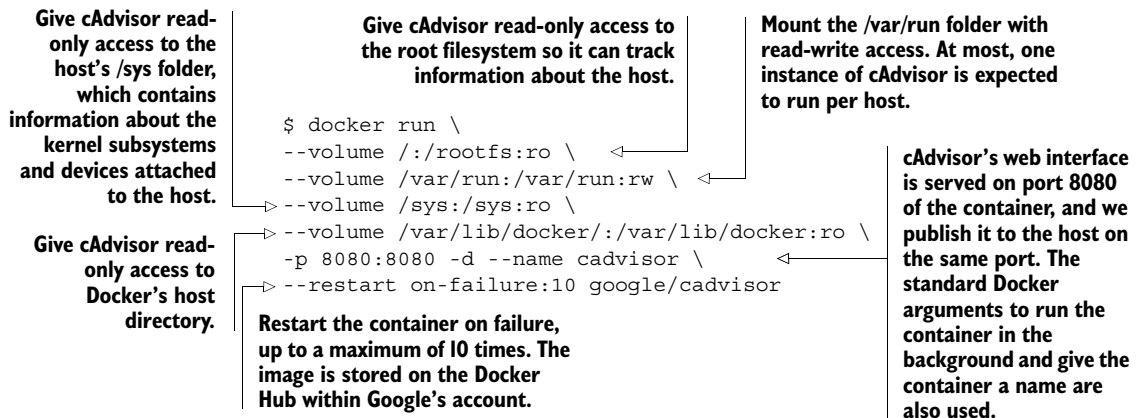 Give cAdvisor read-
only access to the
host's /sys folder,
which contains
information about the
kernel subsystems
and devices attached
to the host.
Give cAdvisor read-only access to
the root filesystem so it can track
information about the host.
Mount the /var/run folder with
read-write access. At most, one
instance of cAdvisor is expected
to run per host.
$ docker run \
--volume /:/rootfs:ro \
--volume /var/run:/var/run:rw \
--volume /sys:/sys:ro \
--volume /var/lib/docker/:/var/lib/docker:ro \
-p 8080:8080 -d --name cadvisor \
--restart on-failure:10 google/cadvisor
Give cAdvisor read-
only access to
Docker's host
directory.
Restart the container on failure,
up to a maximum of 10 times. The
image is stored on the Docker
Hub within Google's account.
cAdvisor's web interface
is served on port 8080
of the container, and we
publish it to the host on
the same port. The
standard Docker
arguments to run the
container in the
background and give the
container a name are
also used.